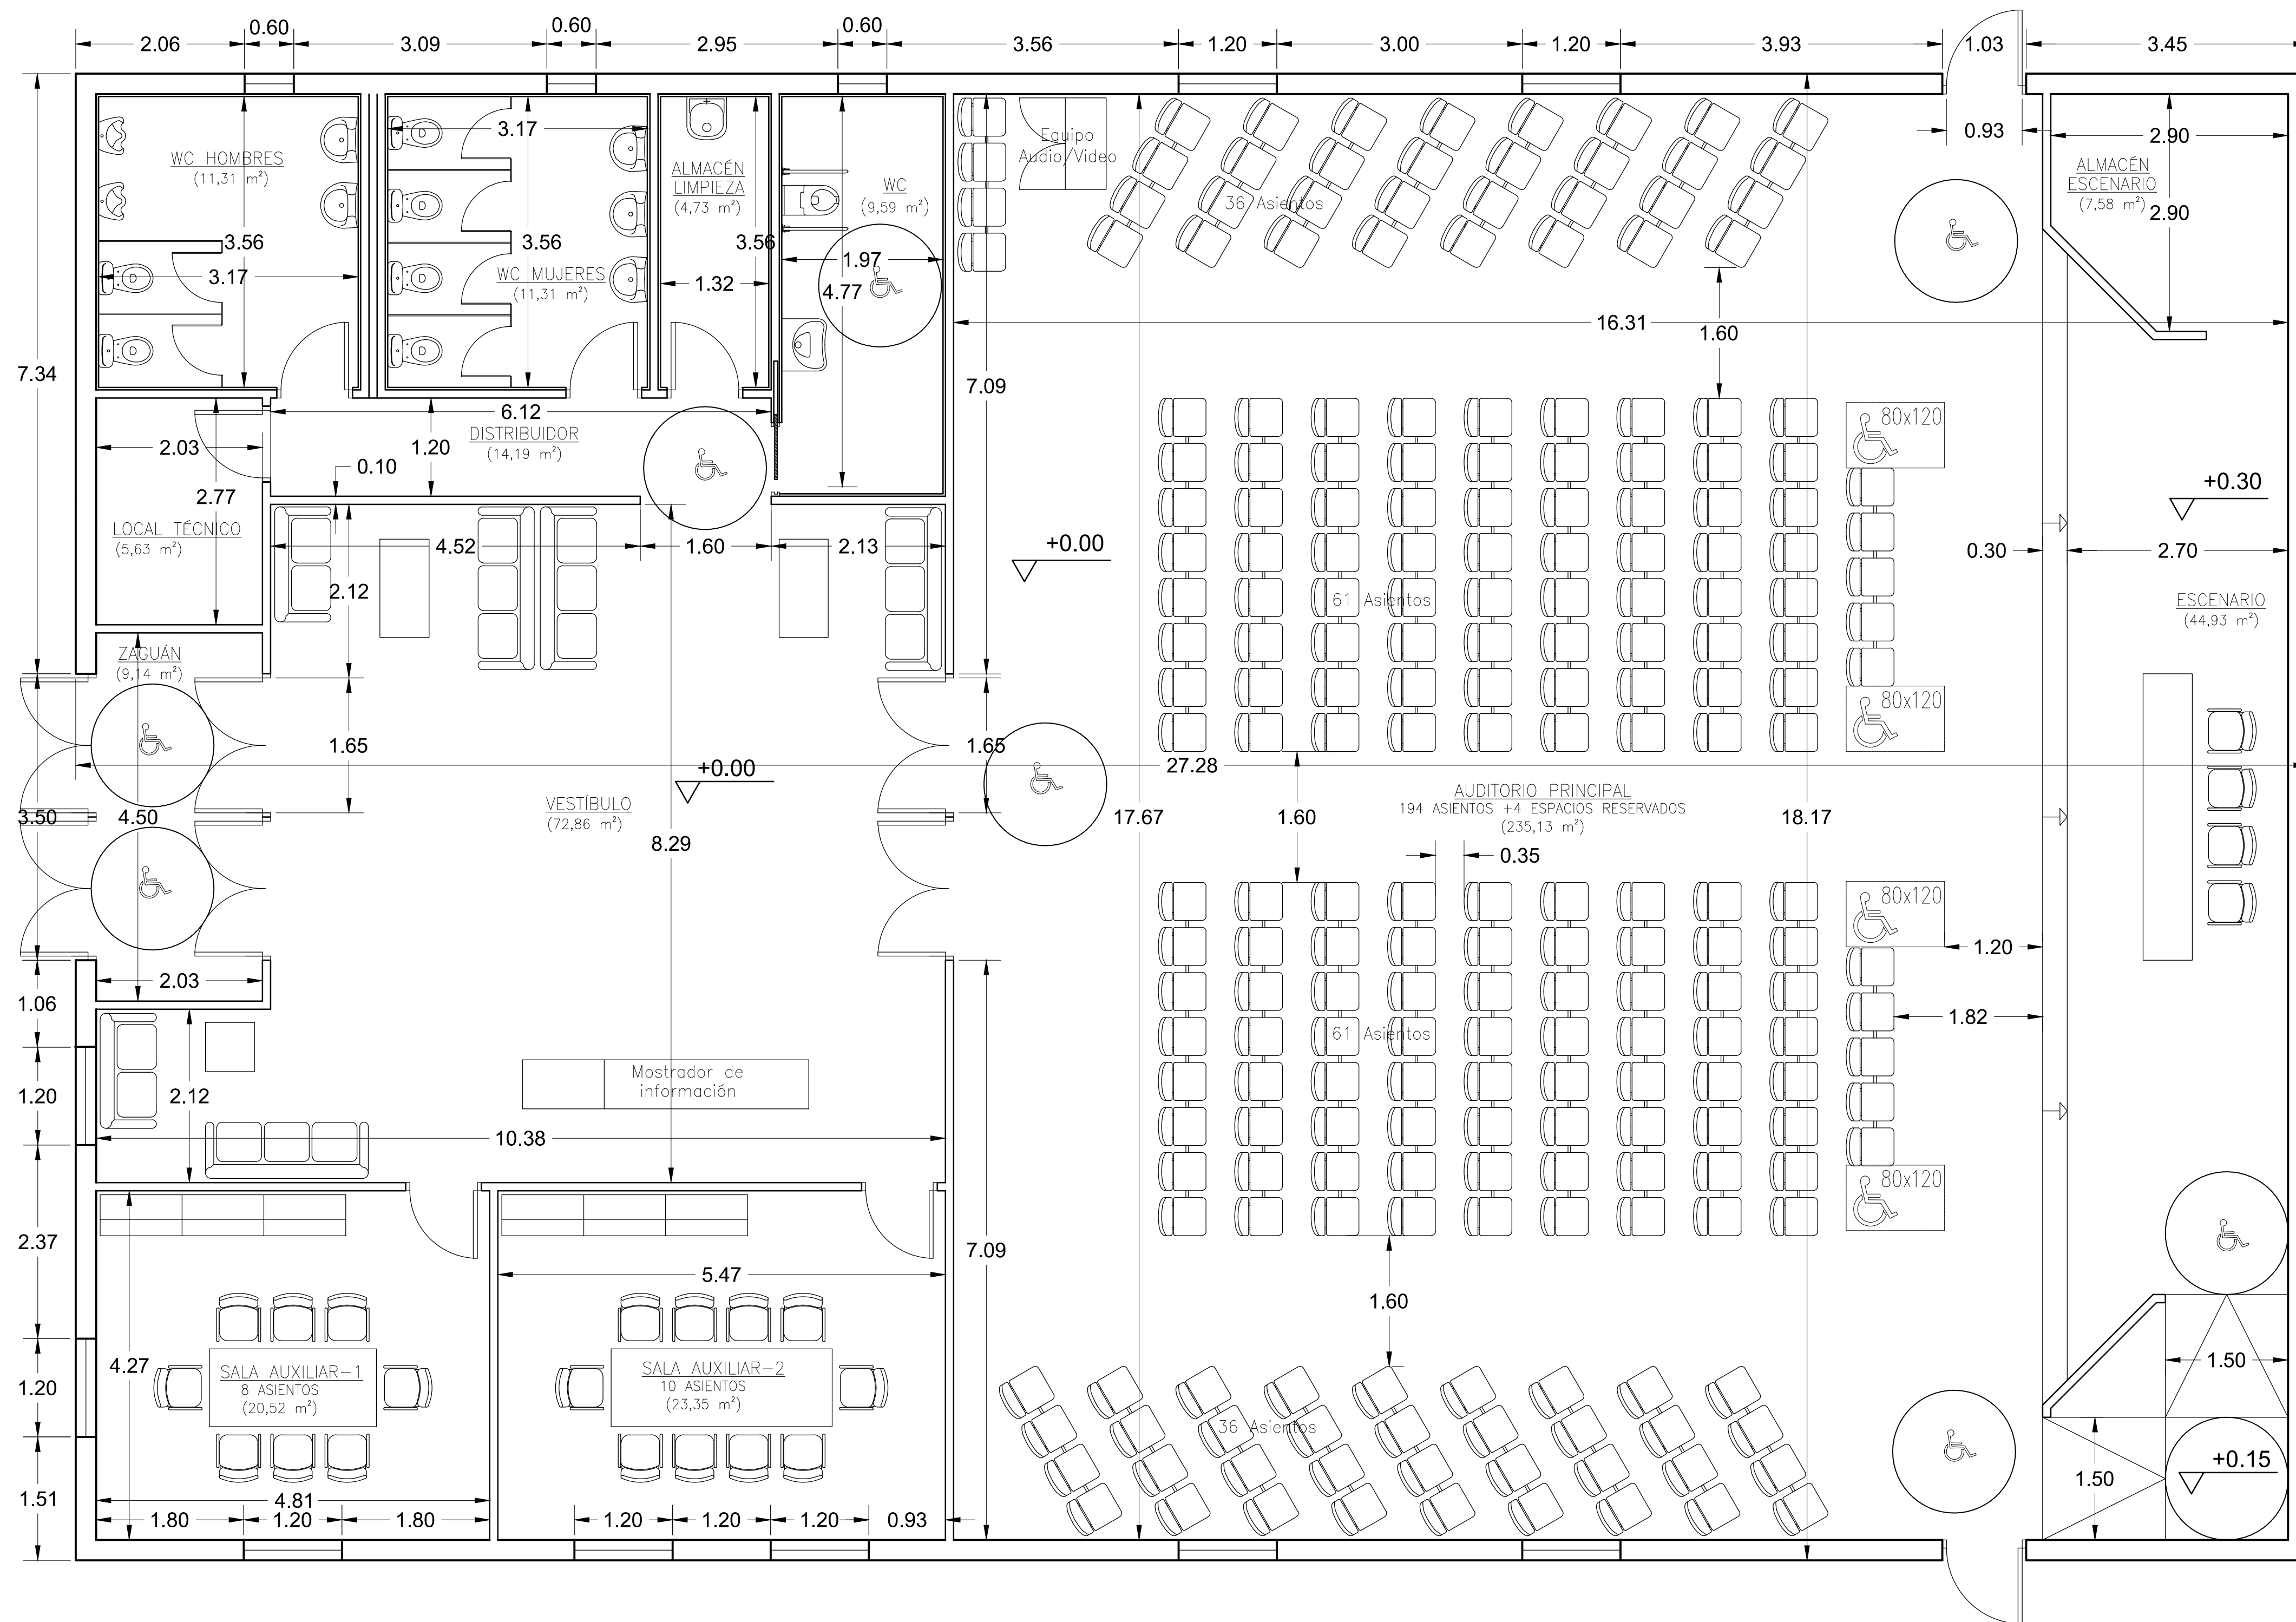 2.06
0.60
3.09
0.60
2.95
0.60
3.56
1.20
3.00
1.20
3.93
1.03
3.45
0.93
WC HOMBRES
(11,31 m²)
3.56
3.17
3.17
3.56
WC MUJERES
(11,31 m²)
ALMACÉN
LIMPIEZA
(4,73 m²)
3.56
1.32
WC
(9,59 m²)
1.97
4.77
Equipo
Audio/Video
36 Asientos
2.90
ALMACÉN
ESCENARIO
(7,58 m²)
2.90
16.31
1.60
7.34
7.09
6.12
DISTRIBUIDOR
(14,19 m²)
1.20
0.10
2.03
2.77
LOCAL TÉCNICO
(5,63 m²)
4.52
1.60
2.13
2.12
+0.00
80x120
61 Asientos
80x120
0.30
2.70
+0.30
ESCENARIO
(44,93 m²)
ZAGUÁN
(9,14 m²)
1.65
1.65
+0.00
27.28
VESTÍBULO
(72,86 m²)
3.50
4.50
8.29
17.67
1.60
AUDITORIO PRINCIPAL
194 ASIENTOS +4 ESPACIOS RESERVADOS
(235,13 m²)
18.17
0.35
80x120
1.20
2.03
1.06
1.82
61 Asientos
Mostrador de
información
1.20
2.12
10.38
80x120
2.37
7.09
5.47
1.60
4.27
SALA AUXILIAR-1
8 ASIENTOS
(20,52 m²)
SALA AUXILIAR-2
10 ASIENTOS
(23,35 m²)
1.20
1.50
36 Asientos
+0.15
1.50
1.51
4.81
1.80
1.20
1.80
1.20
1.20
1.20
0.93